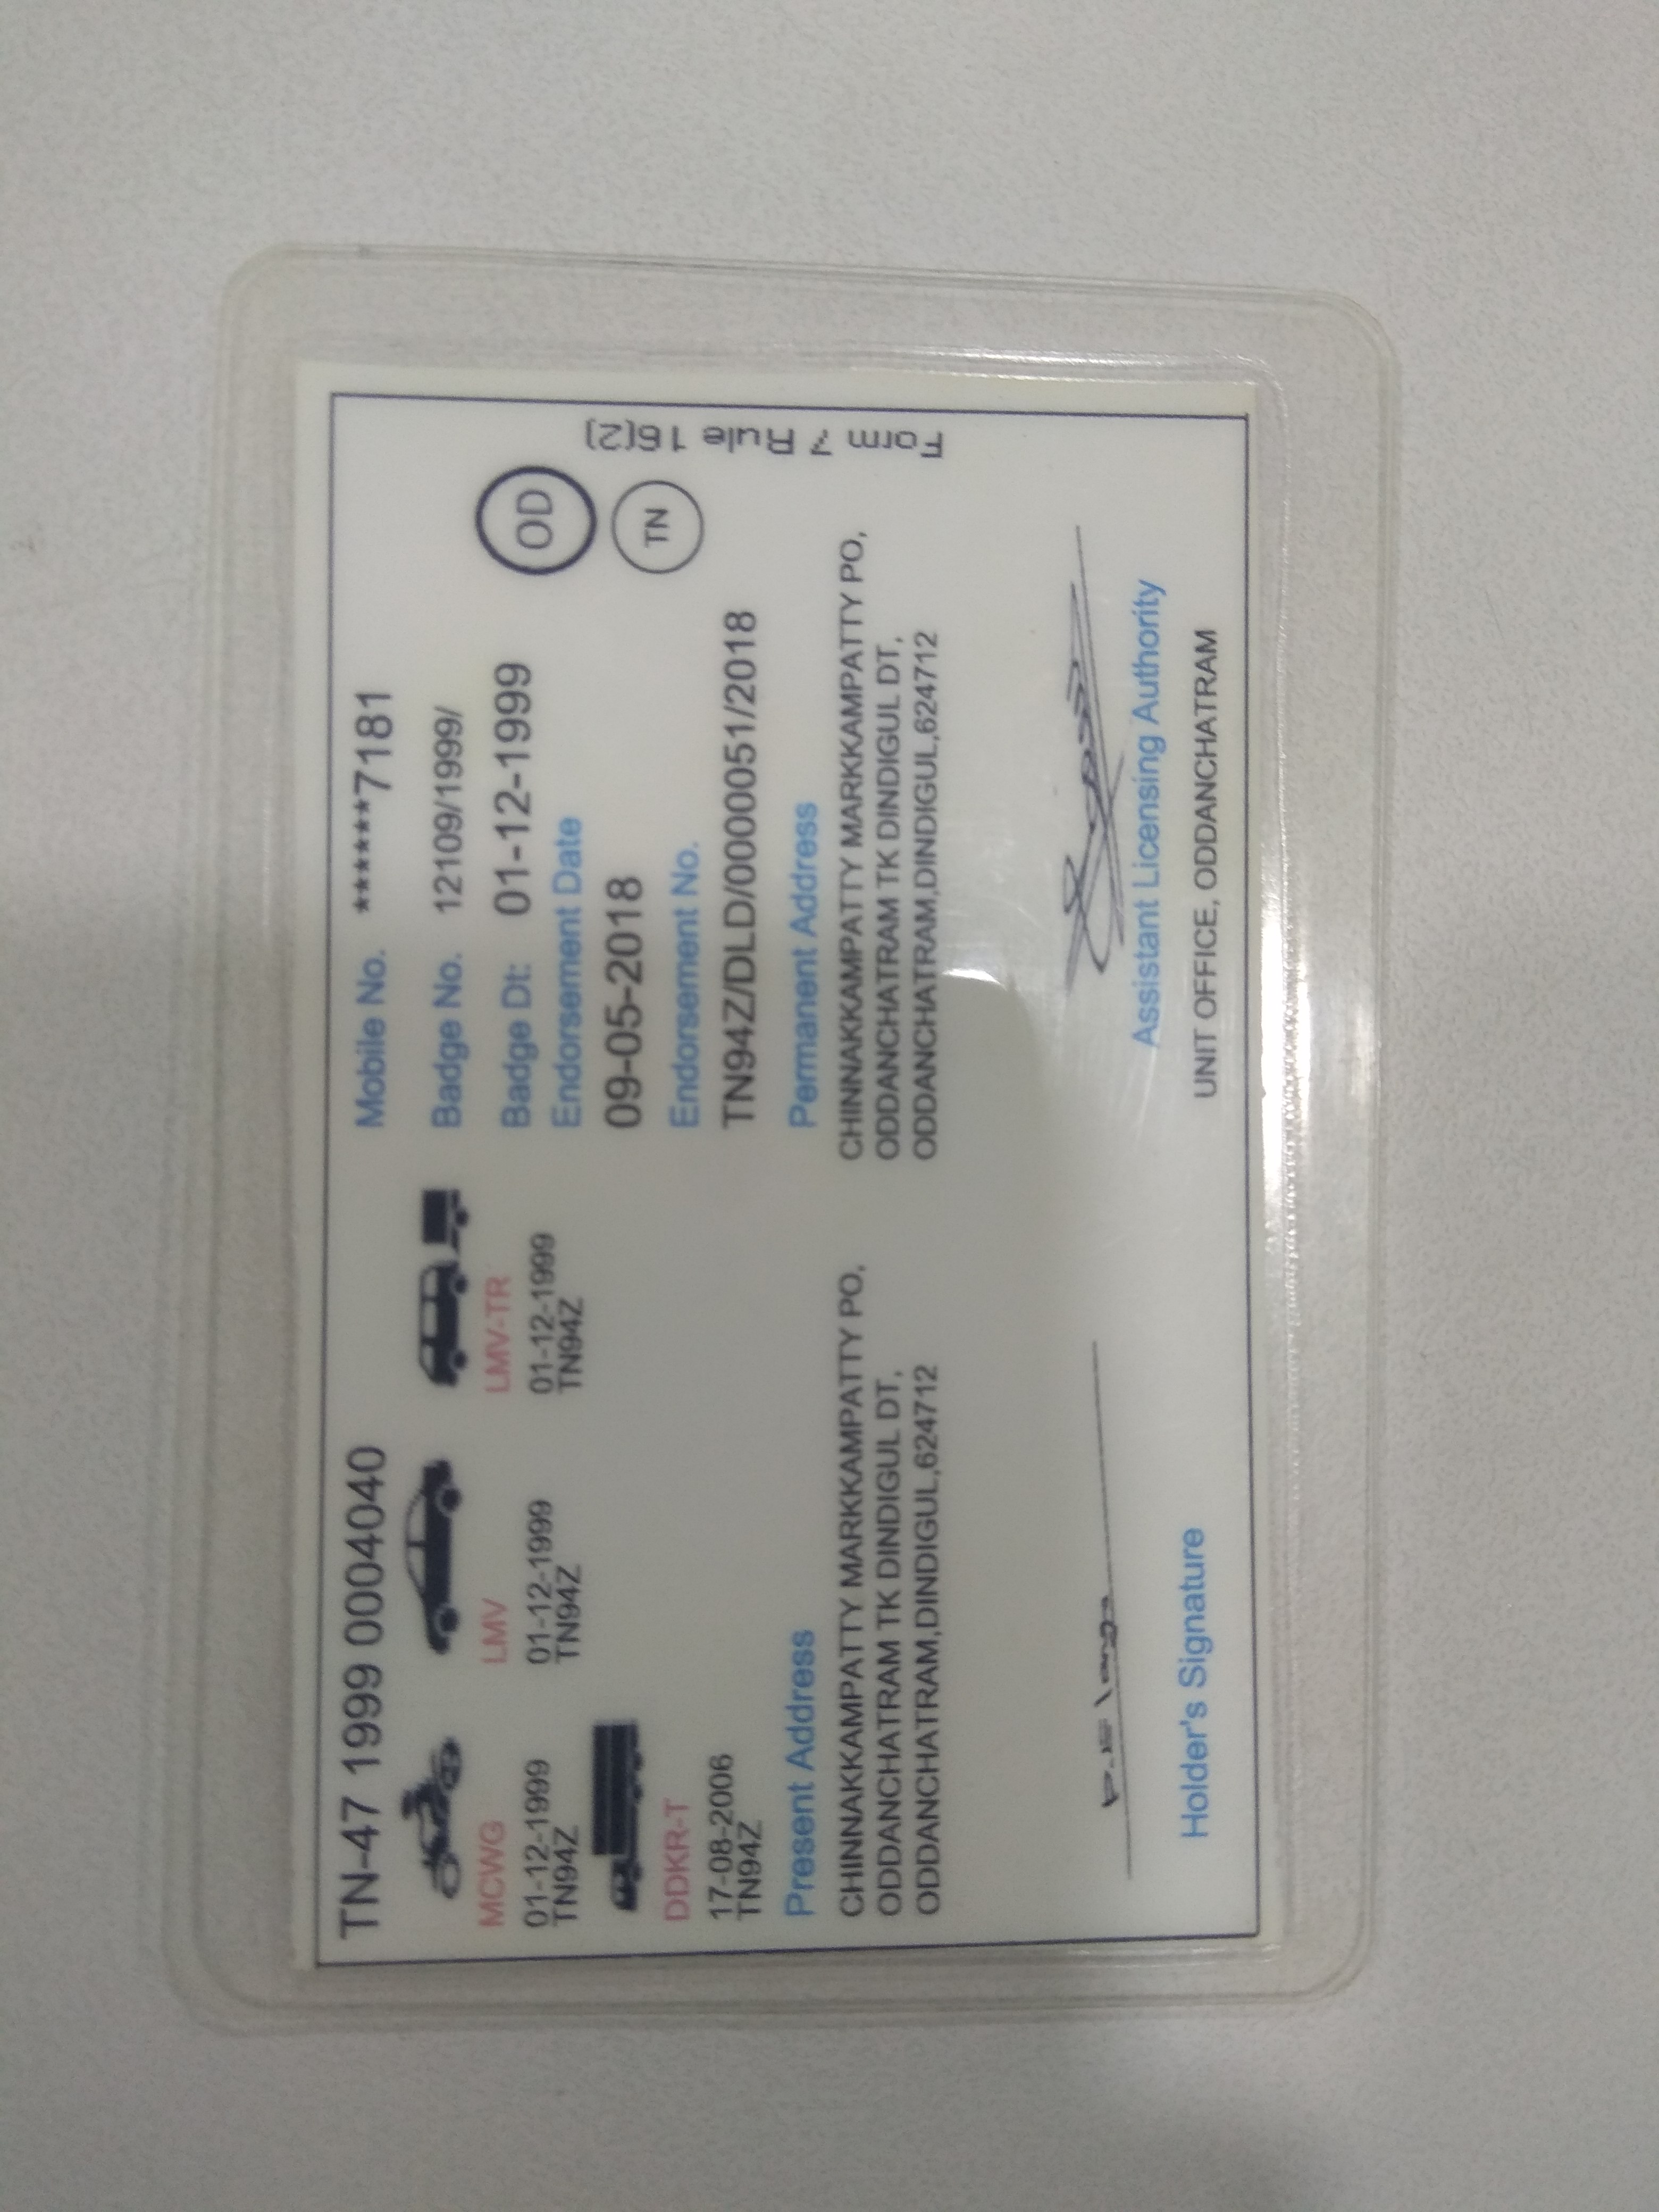 TN-47 1999 0004040
Mobile No. ******7181
MCWG
01-12-1999
TN94Z
LMV
01-12-1999
TN94Z
LMV-TR
01-12-1999
TN94Z
Badge No. 12109/1999/
Badge Dt: 01-12-1999
OD
TN
Form 7 Rule 16(2)
Endorsement Date
09-05-2018
DDKR-T
17-08-2006
TN94Z
Endorsement No.
TN94Z/DLD/0000051/2018
Present Address
CHINNAKKAMPATTY MARKKAMPATTY PO,
ODDANCHATRAM TK DINDIGUL DT,
ODDANCHATRAM,DINDIGUL,624712
Permanent Address
CHINNAKKAMPATTY MARKKAMPATTY PO,
ODDANCHATRAM TK DINDIGUL DT,
ODDANCHATRAM,DINDIGUL,624712
Holder's Signature
Assistant Licensing Authority
UNIT OFFICE, ODDANCHATRAM